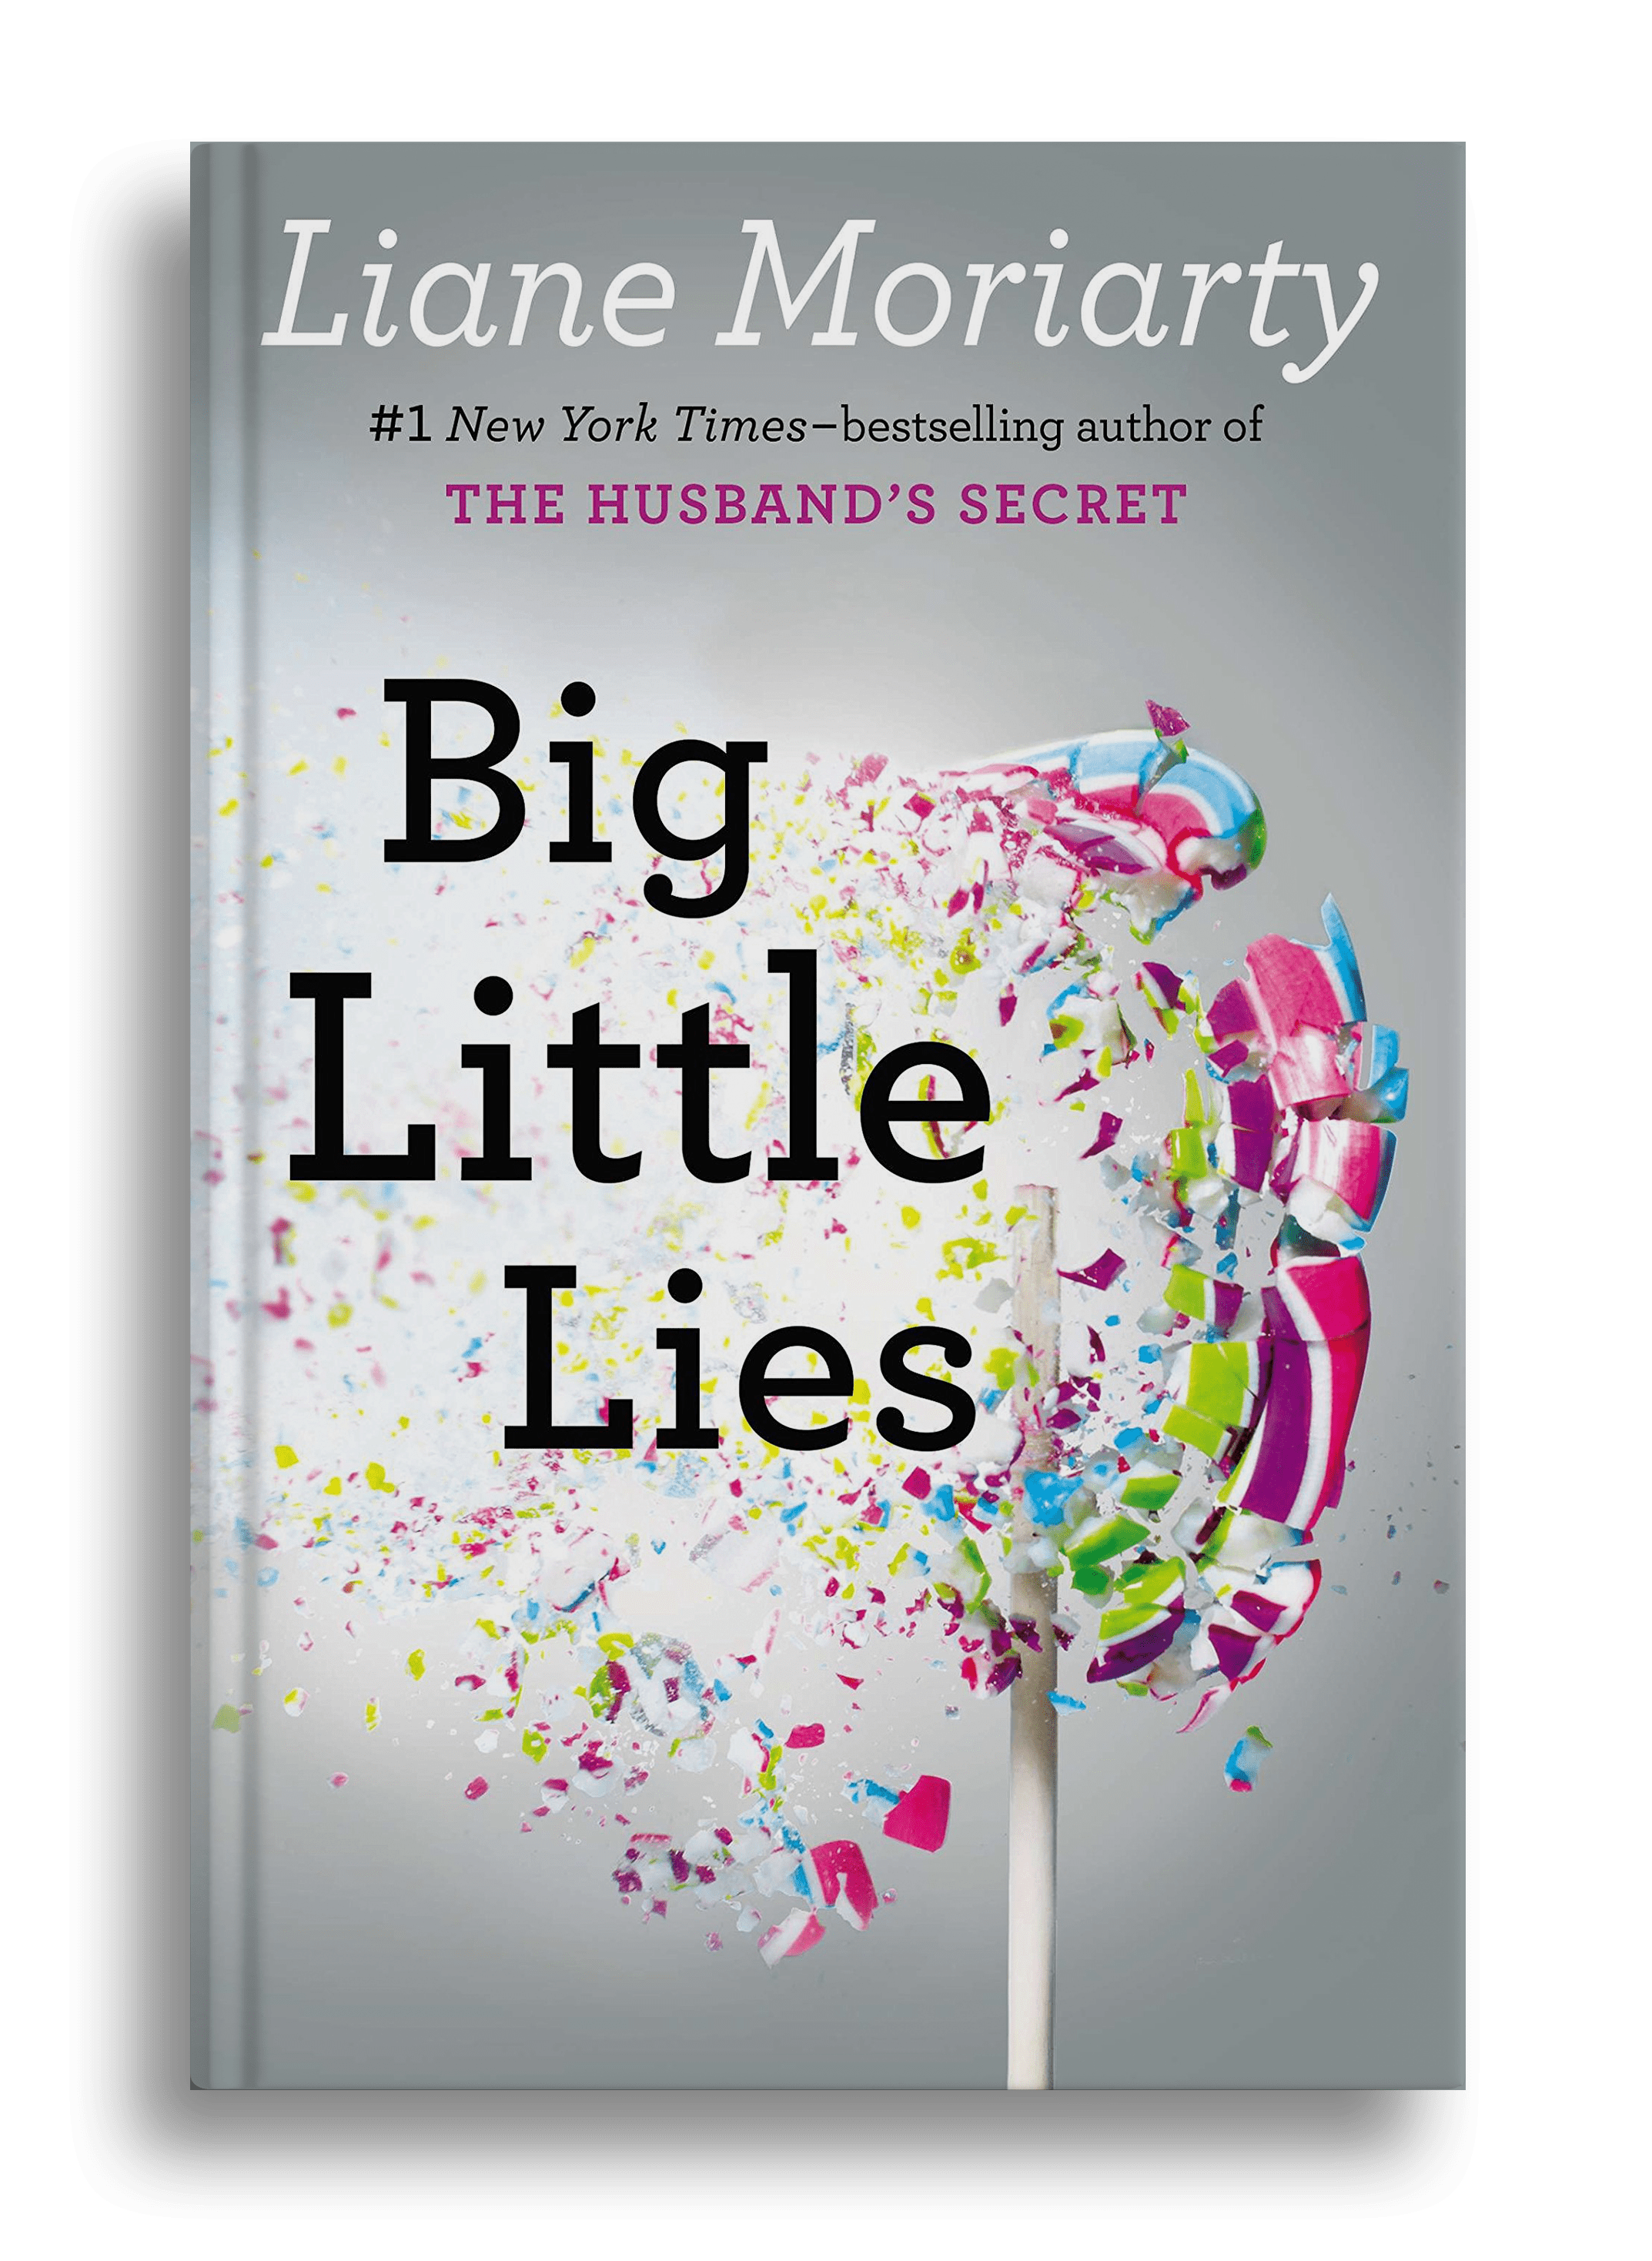 Liane Moriarty
#1 New York Times–bestselling author of
THE HUSBAND'S SECRET
Big
Little
Lies